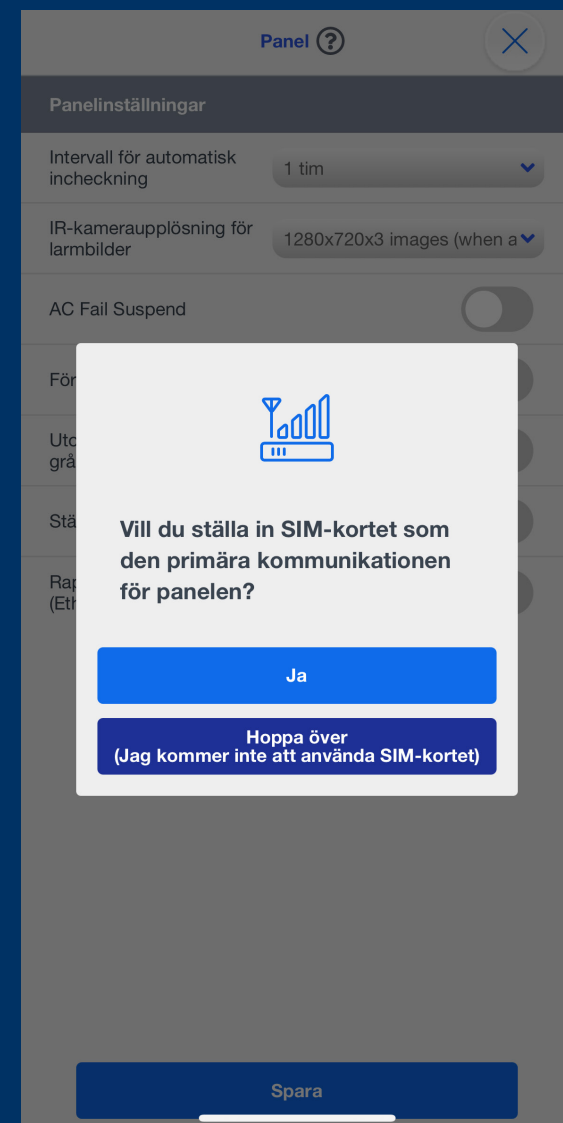 Panel ?
Panelinställningar
Intervall för automatisk
incheckning
1 tim
IR-kameraupplösning för
larmbilder
1280x720x3 images (when a
AC Fail Suspend
Vill du ställa in SIM-kortet som
den primära kommunikationen
för panelen?
Ja
Hoppa över
(Jag kommer inte att använda SIM-kortet)
Spara